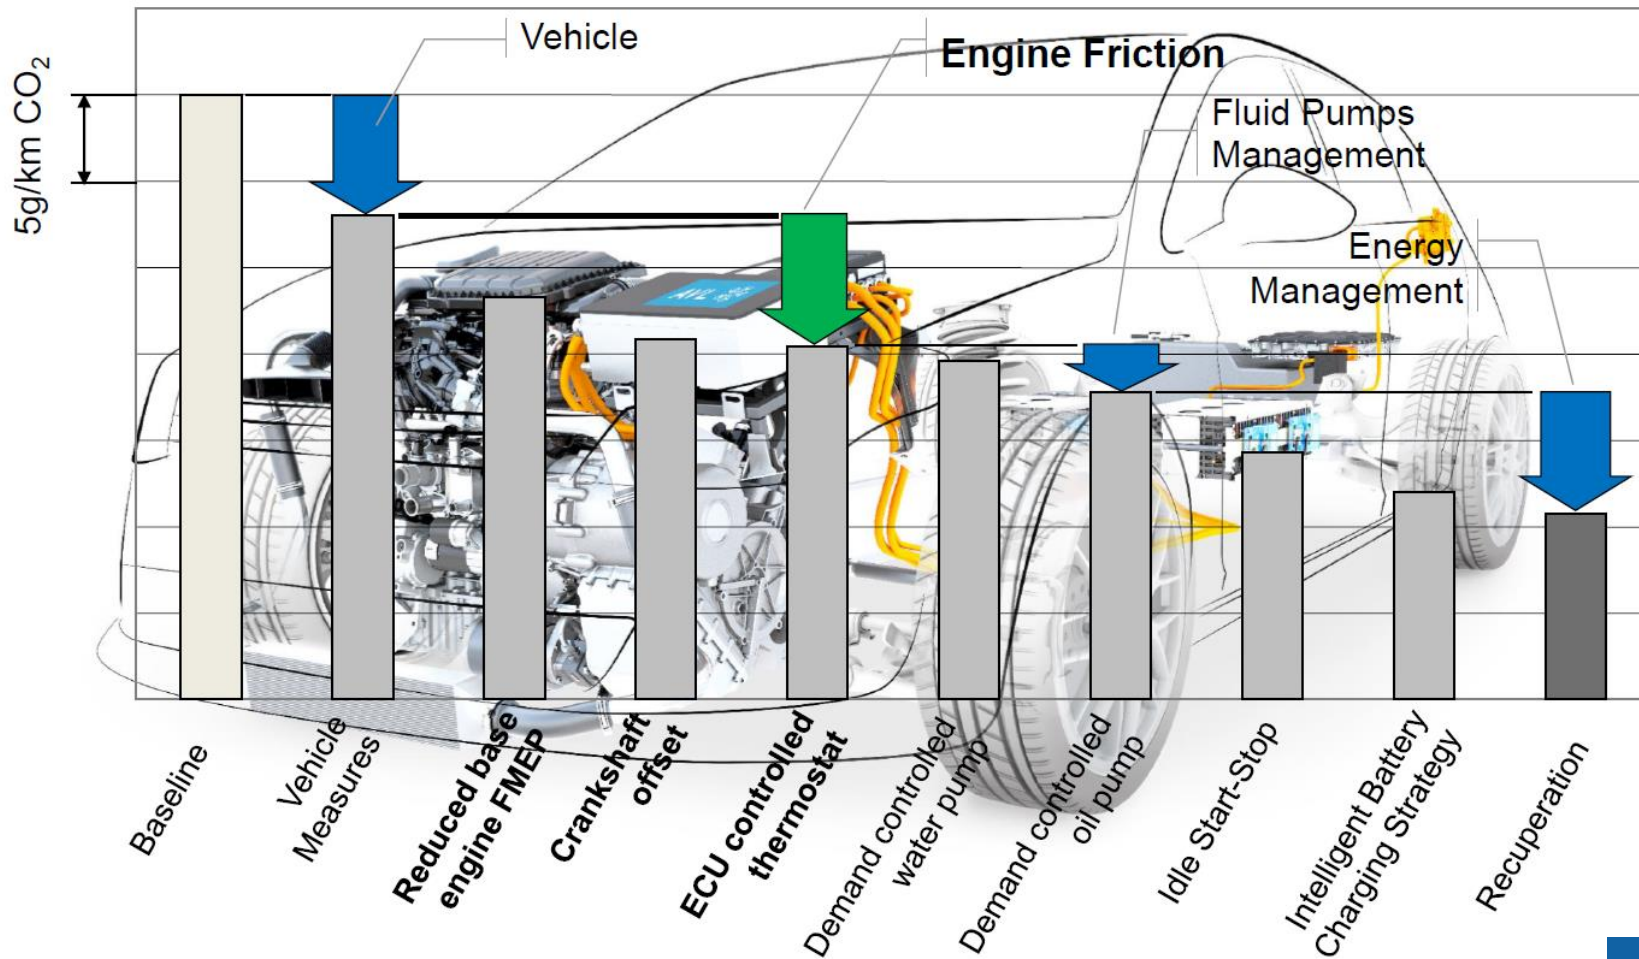 Vehicle
Engine Friction
Fluid Pumps
Management
Energy
Management
5g/km CO₂
Baseline
Vehicle
Measures
Reduced base
engine FMEP
Crankshaft
offset
ECU controlled
thermostat
Demand controlled
water pump
Demand controlled
oil pump
Idle Start-Stop
Intelligent Battery
Charging Strategy
Recuperation
AVL